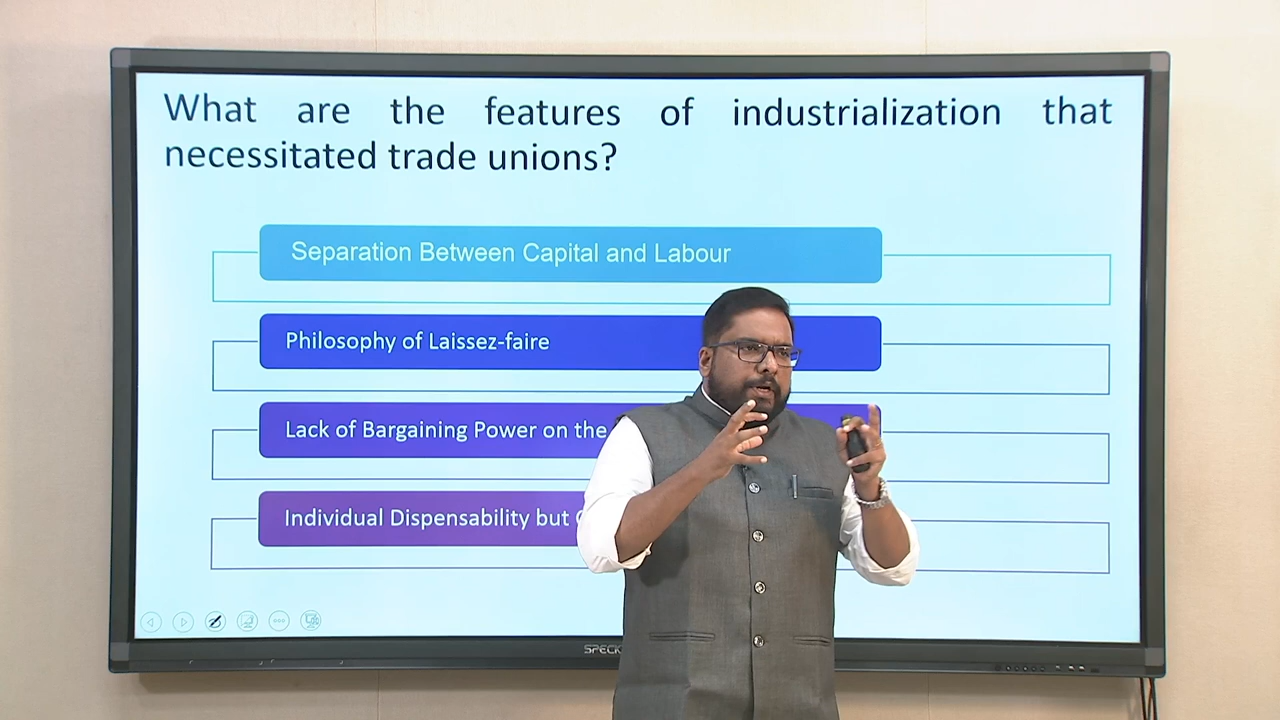 What are the features of industrialization that
necessitated trade unions?
Separation Between Capital and Labour
Philosophy of Laissez-faire
Lack of Bargaining Power on the
Individual Dispensability but